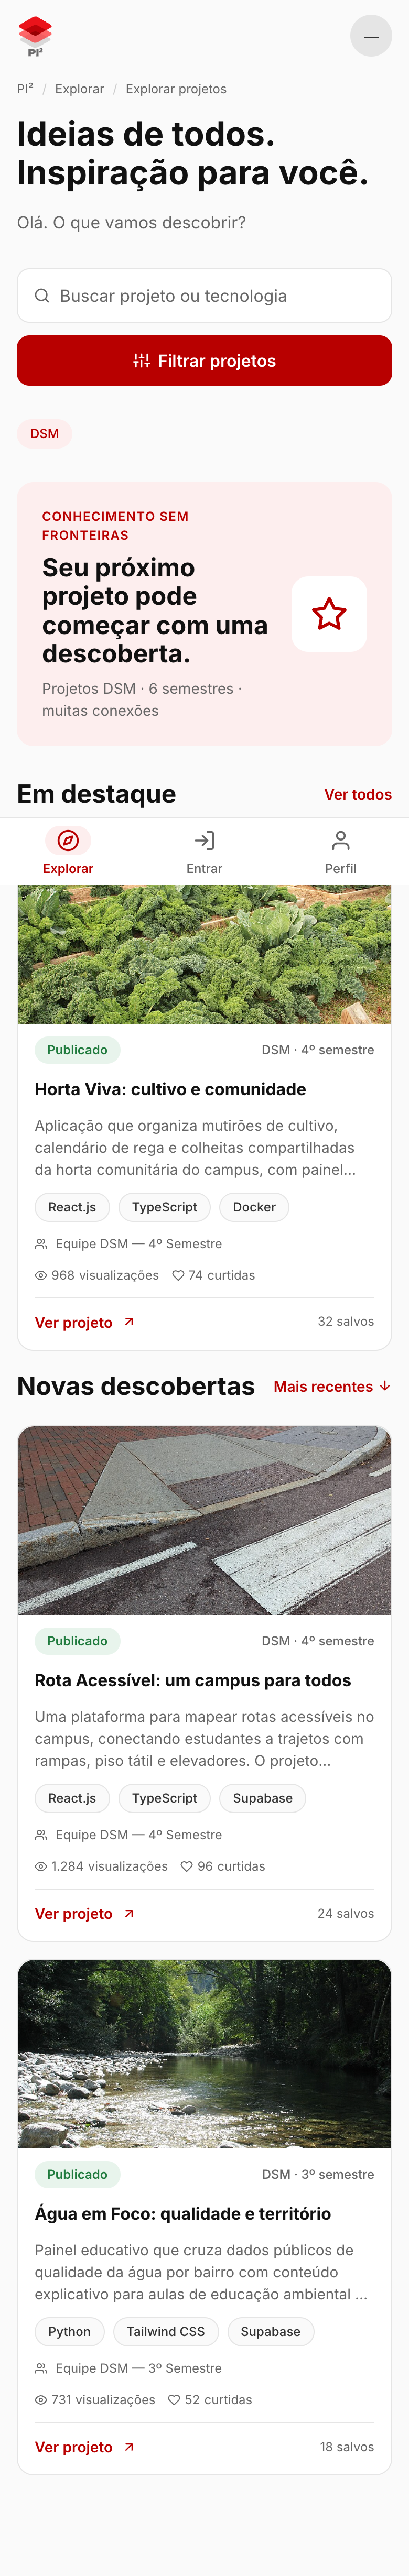 PI²
PI² / Explorar / Explorar projetos
Ideias de todos.
Inspiração para você.
Olá. O que vamos descobrir?
Buscar projeto ou tecnologia
Filtrar projetos
DSM
CONHECIMENTO SEM
FRONTEIRAS
Seu próximo
projeto pode
começar com uma
descoberta.
Projetos DSM · 6 semestres ·
muitas conexões
Em destaque Ver todos
Explorar Entrar Perfil
Publicado DSM · 4º semestre
Horta Viva: cultivo e comunidade
Aplicação que organiza mutirões de cultivo,
calendário de rega e colheitas compartilhadas
da horta comunitária do campus, com painel...
React.js TypeScript Docker
Equipe DSM — 4º Semestre
968 visualizações 74 curtidas
Ver projeto 32 salvos
Novas descobertas Mais recentes
Publicado DSM · 4º semestre
Rota Acessível: um campus para todos
Uma plataforma para mapear rotas acessíveis no
campus, conectando estudantes a trajetos com
rampas, piso tátil e elevadores. O projeto...
React.js TypeScript Supabase
Equipe DSM — 4º Semestre
1.284 visualizações 96 curtidas
Ver projeto 24 salvos
Publicado DSM · 3º semestre
Água em Foco: qualidade e território
Painel educativo que cruza dados públicos de
qualidade da água por bairro com conteúdo
explicativo para aulas de educação ambiental ...
Python Tailwind CSS Supabase
Equipe DSM — 3º Semestre
731 visualizações 52 curtidas
Ver projeto 18 salvos